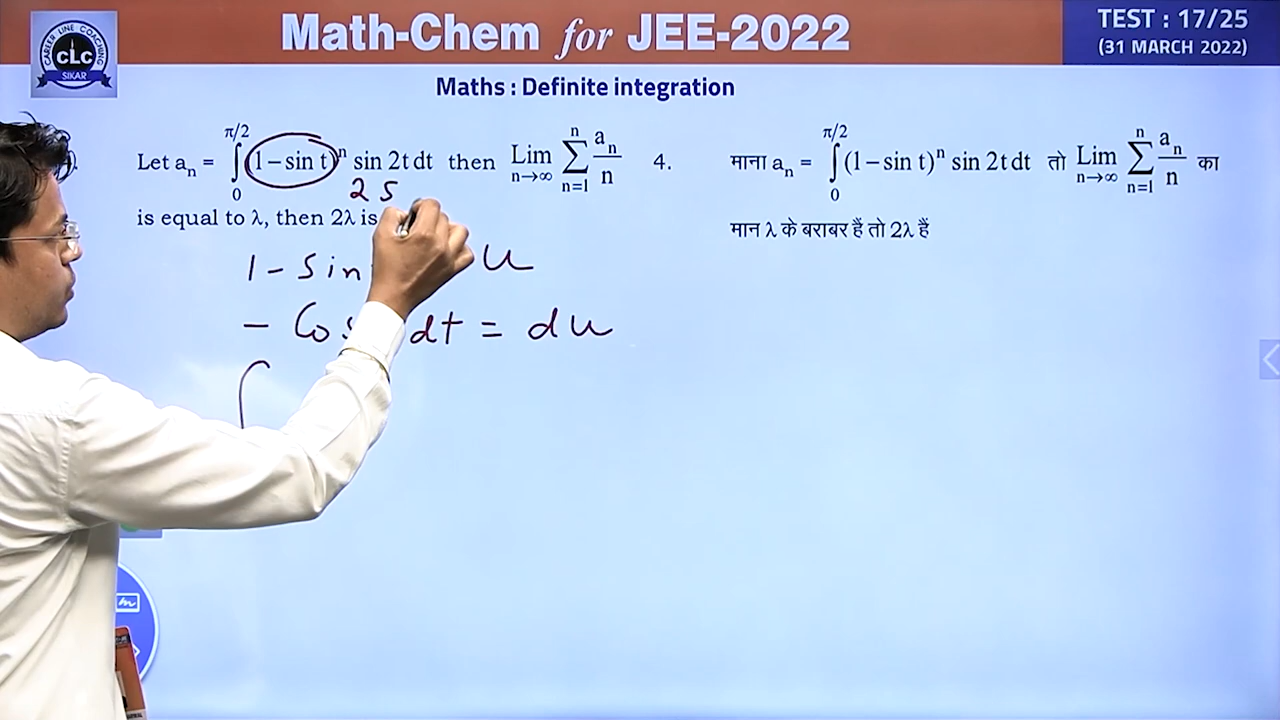 CAREER LINE COACHING
CLC
SIKAR
Math-Chem for JEE-2022
TEST : 17/25
(31 MARCH 2022)
Maths : Definite integration
Let aₙ = ∫₀^{π/2} (1 – sin t)ⁿ sin 2t dt then Lim_{n→∞} Σ_{n=1}^{n} aₙ/n
2 S
is equal to λ, then 2λ is
1 - Sin u
- Cos dt = du
∫
4. माना aₙ = ∫₀^{π/2} (1 – sin t)ⁿ sin 2t dt तो Lim_{n→∞} Σ_{n=1}^{n} aₙ/n का
मान λ के बराबर हैं तो 2λ हैं